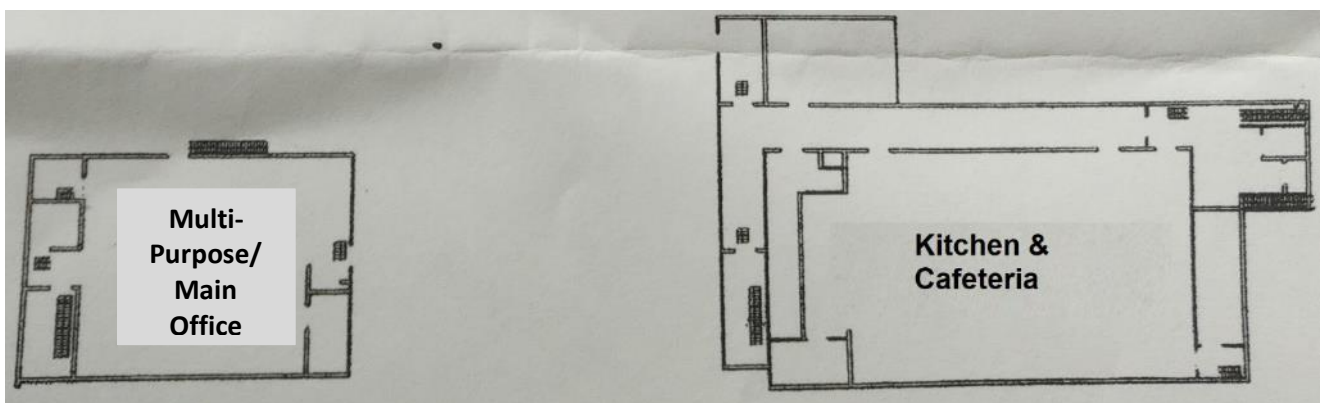 Multi-
Purpose/
Main
Office
Kitchen &
Cafeteria